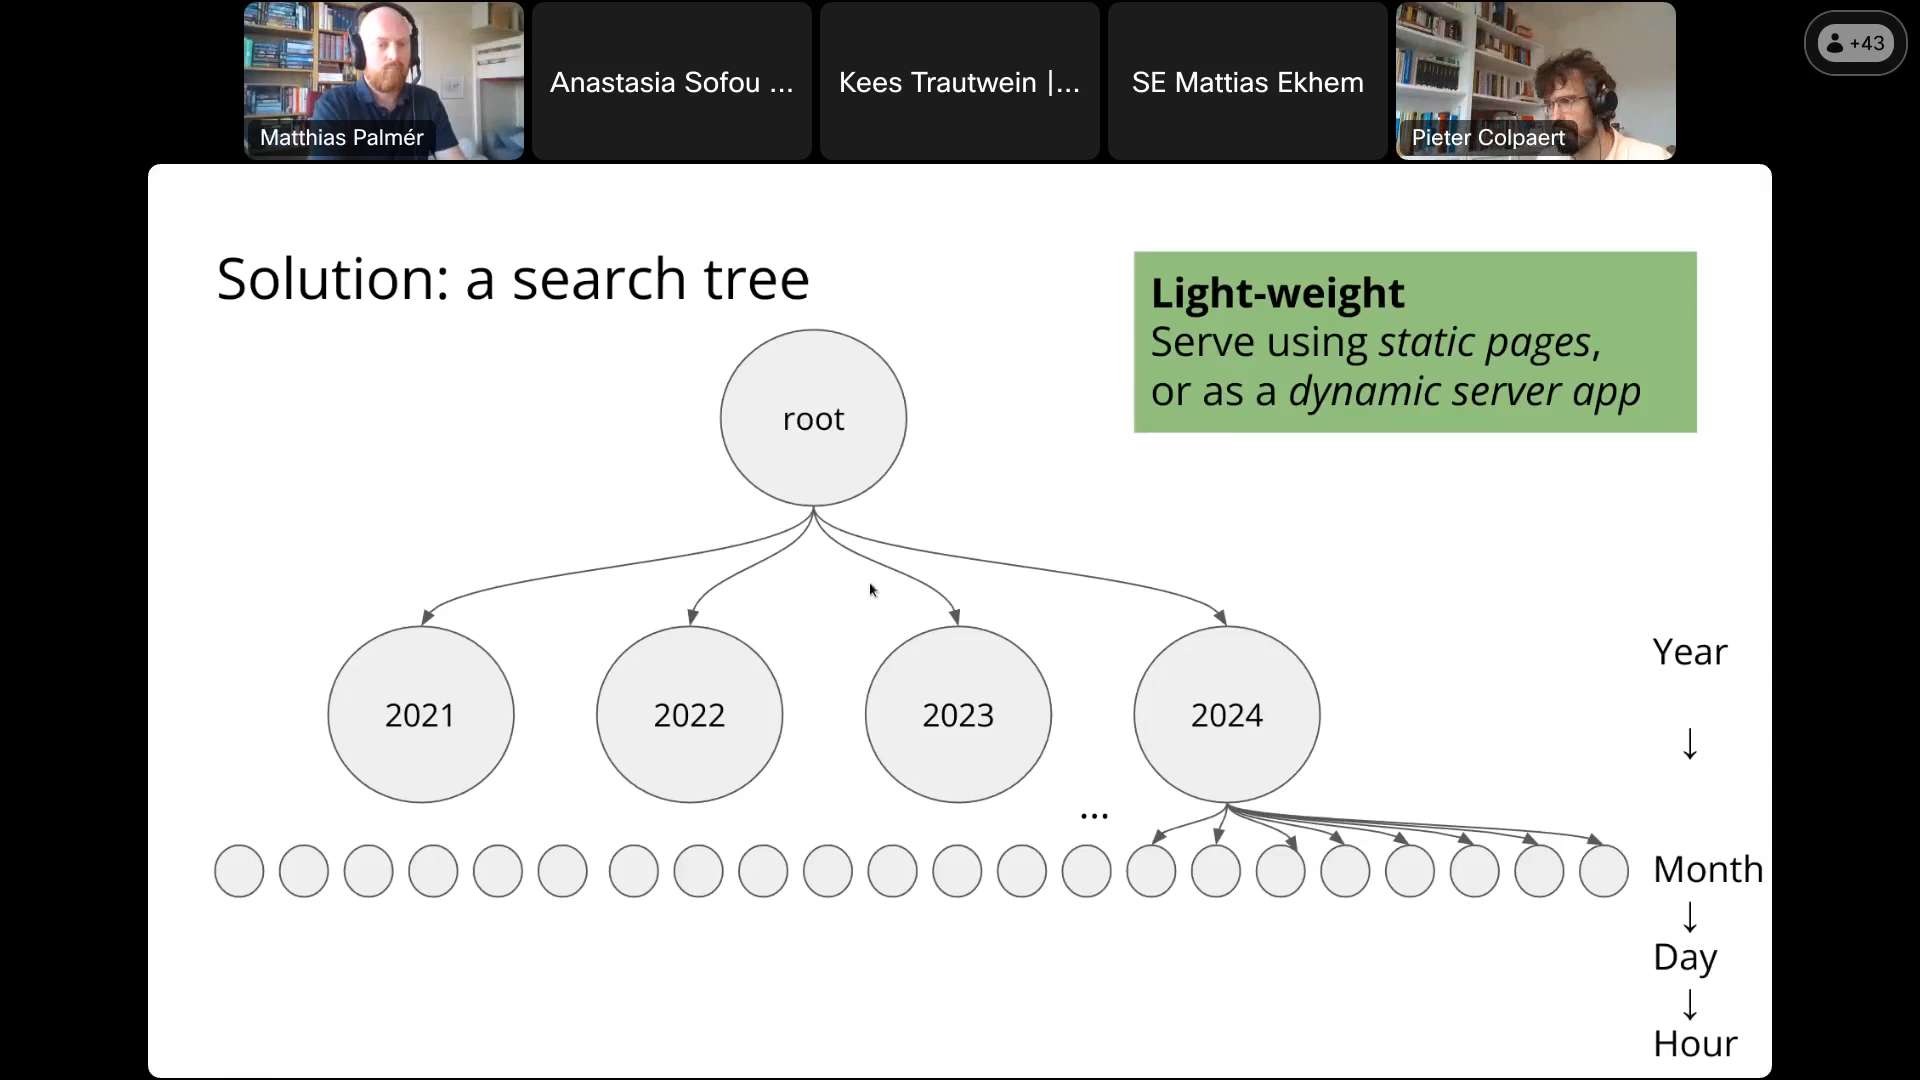 Matthias Palmér
Anastasia Sofou ...
Kees Trautwein |...
SE Mattias Ekhem
Pieter Colpaert
+43
Solution: a search tree
Light-weight
Serve using static pages,
or as a dynamic server app
root
2021
2022
2023
2024
...
Year
↓
Month
↓
Day
↓
Hour